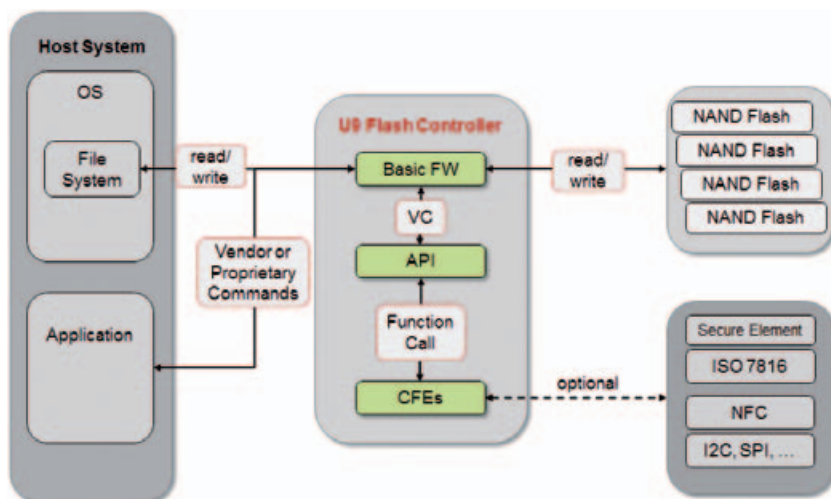 Host System
OS
File
System
Application
read/
write
Vendor or
Proprietary
Commands
U9 Flash Controller
Basic FW
VC
API
Function
Call
CFEs
read/
write
optional
NAND Flash
NAND Flash
NAND Flash
NAND Flash
Secure Element
ISO 7816
NFC
I2C, SPI, ...